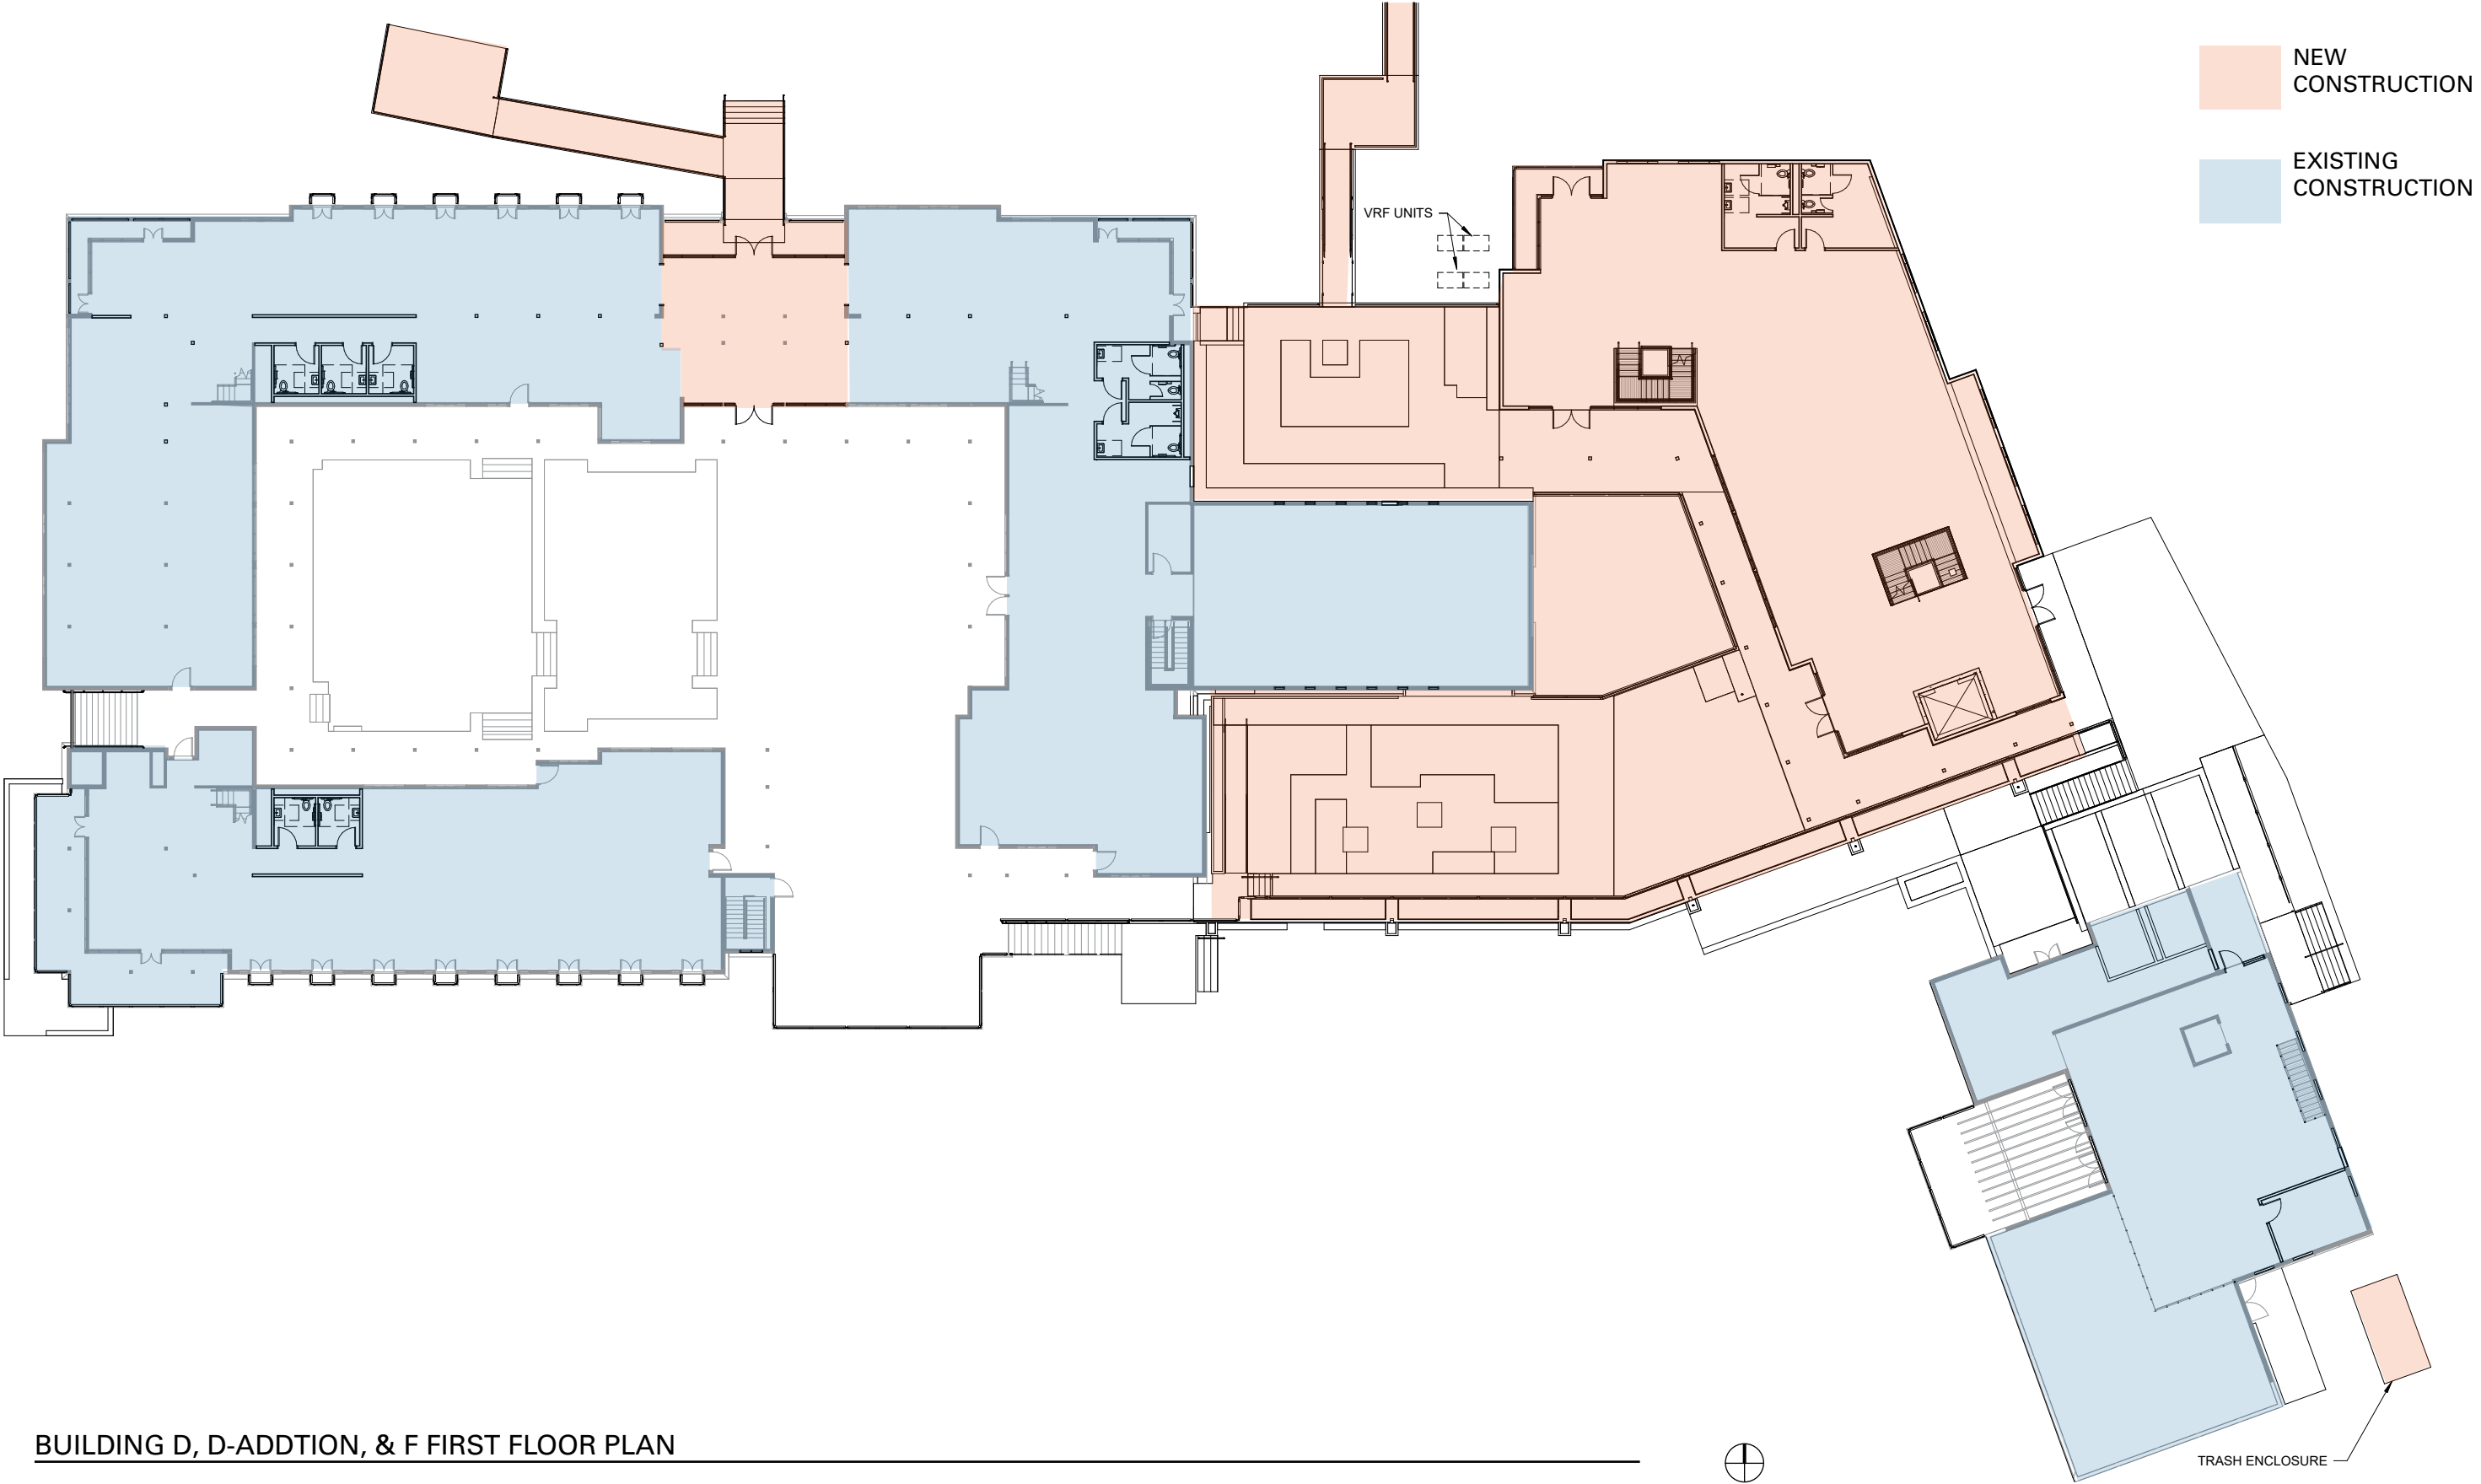 NEW
CONSTRUCTION
EXISTING
CONSTRUCTION
VRF UNITS
BUILDING D, D-ADDTION, & F FIRST FLOOR PLAN
TRASH ENCLOSURE